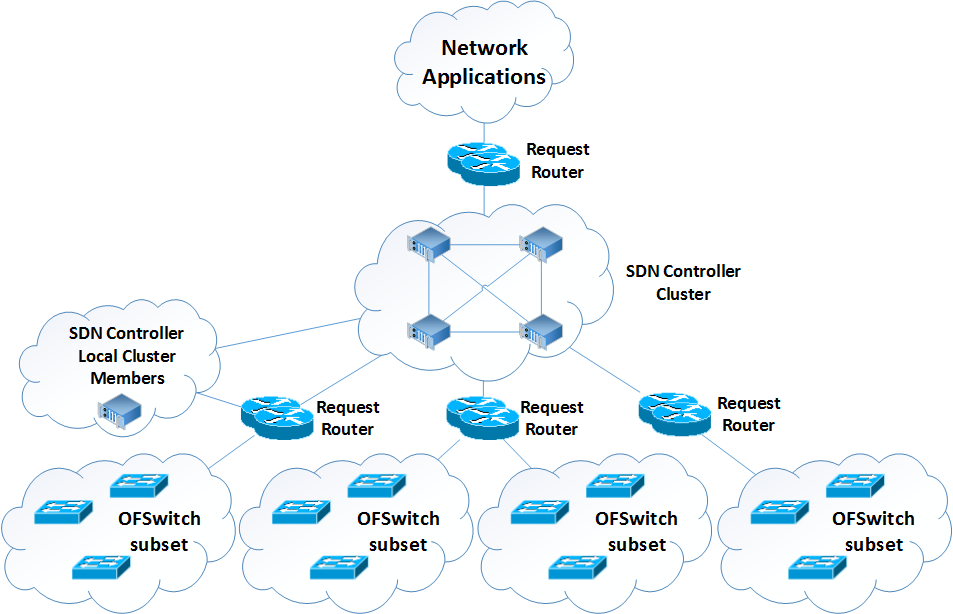 Network
Applications
Request
Router
SDN Controller
Cluster
SDN Controller
Local Cluster
Members
Request
Router
Request
Router
Request
Router
OFSwitch
subset
OFSwitch
subset
OFSwitch
subset
OFSwitch
subset